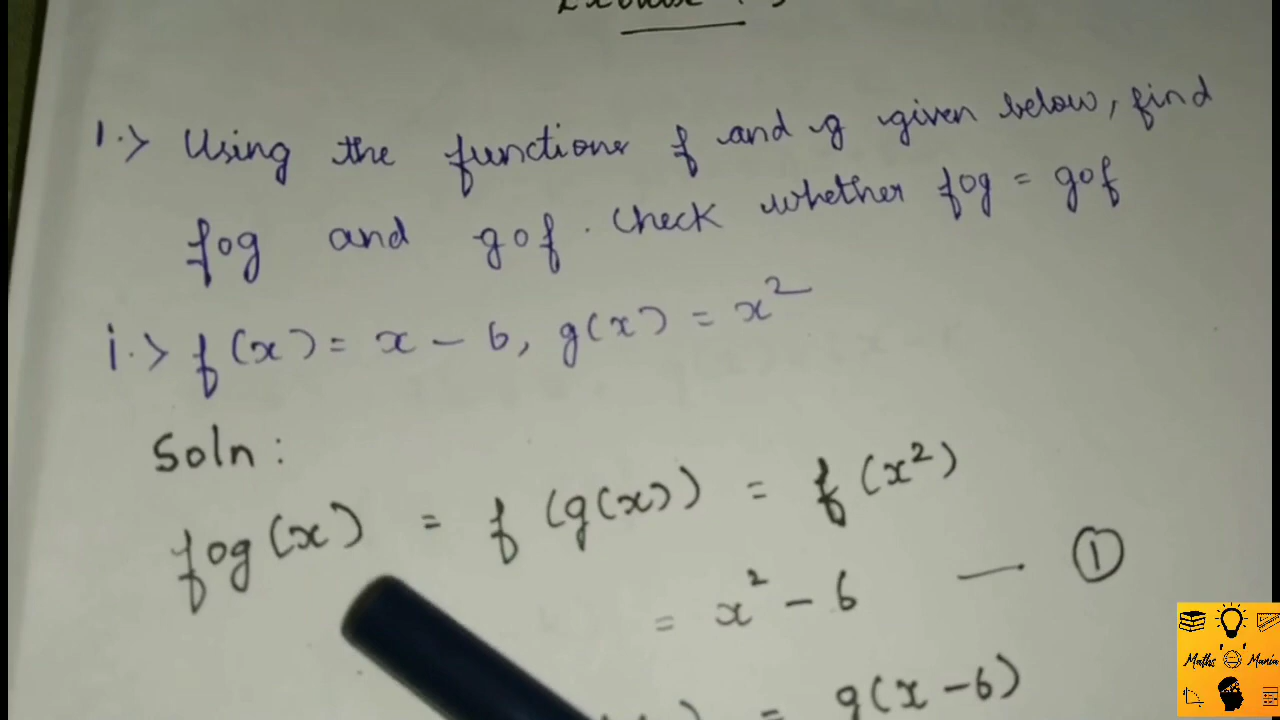 1.> Using the functions f and g given below, find
fog and gof. Check whether fog = gof
i.> f(x) = x - 6, g(x) = x²
Soln:
fog(x) = f(g(x)) = f(x²)
= x² - 6 — ①
) = g(x-6)
Maths Mania